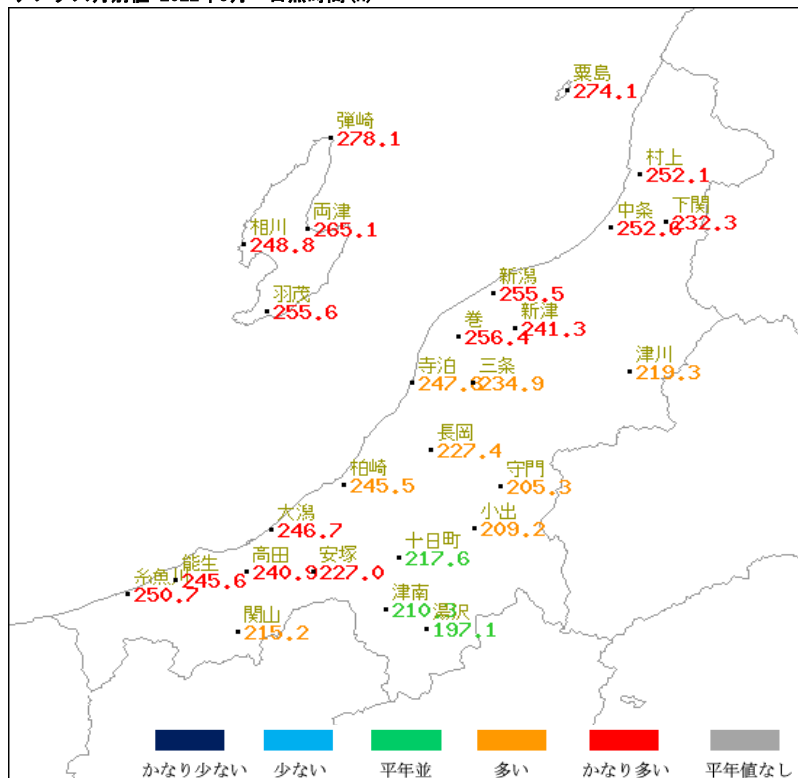 粟島
274.1
弾崎
278.1
村上
252.1
下関
232.3
中条
252.6
両津
265.1
相川
248.8
新潟
255.5
羽茂
255.6
新津
241.3
巻
256.4
津川
219.3
寺泊
三条
234.9
長岡
227.4
柏崎
245.5
守門
205.3
小出
209.2
大潟
246.7
十日町
217.6
高田
240.9
安塚
227.0
能生
245.6
糸魚川
250.7
津南
湯沢
197.1
関山
215.2
かなり少ない 少ない 平年並 多い かなり多い 平年値なし